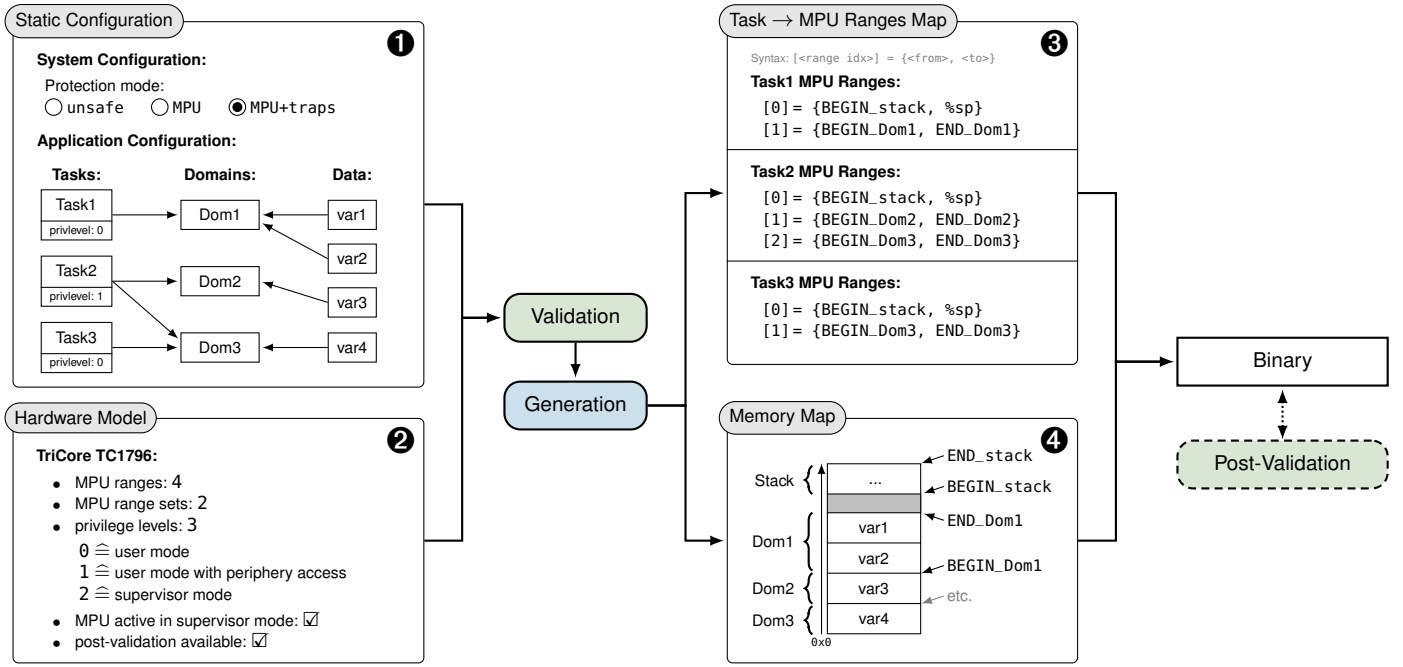 Static Configuration
❶
System Configuration:
Protection mode:
unsafe MPU MPU+traps
Application Configuration:
Tasks: Domains: Data:
Task1
privlevel: 0
Dom1
var1
var2
Task2
privlevel: 1
Dom2
var3
Task3
privlevel: 0
Dom3
var4
Hardware Model
❷
TriCore TC1796:
• MPU ranges: 4
• MPU range sets: 2
• privilege levels: 3
0 ≙ user mode
1 ≙ user mode with periphery access
2 ≙ supervisor mode
• MPU active in supervisor mode: ☑
• post-validation available: ☑
Validation
Generation
Task → MPU Ranges Map
❸
Syntax: [<range idx>] = {<from>, <to>}
Task1 MPU Ranges:
[0] = {BEGIN_stack, %sp}
[1] = {BEGIN_Dom1, END_Dom1}
Task2 MPU Ranges:
[0] = {BEGIN_stack, %sp}
[1] = {BEGIN_Dom2, END_Dom2}
[2] = {BEGIN_Dom3, END_Dom3}
Task3 MPU Ranges:
[0] = {BEGIN_stack, %sp}
[1] = {BEGIN_Dom3, END_Dom3}
Memory Map
❹
END_stack
Stack { ...
BEGIN_stack
END_Dom1
Dom1 { var1
var2
BEGIN_Dom1
Dom2 { var3
etc.
Dom3 { var4
0x0
Binary
Post-Validation